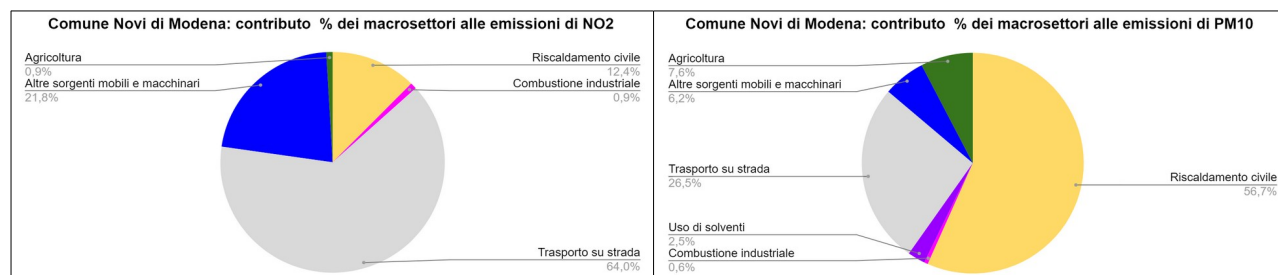 Comune Novi di Modena: contributo % dei macrosettori alle emissioni di NO2
Agricoltura
0,9%
Altre sorgenti mobili e macchinari
21,8%
Riscaldamento civile
12,4%
Combustione industriale
0,9%
Trasporto su strada
64,0%
Comune Novi di Modena: contributo % dei macrosettori alle emissioni di PM10
Agricoltura
7,6%
Altre sorgenti mobili e macchinari
6,2%
Trasporto su strada
26,5%
Riscaldamento civile
56,7%
Uso di solventi
2,5%
Combustione industriale
0,6%